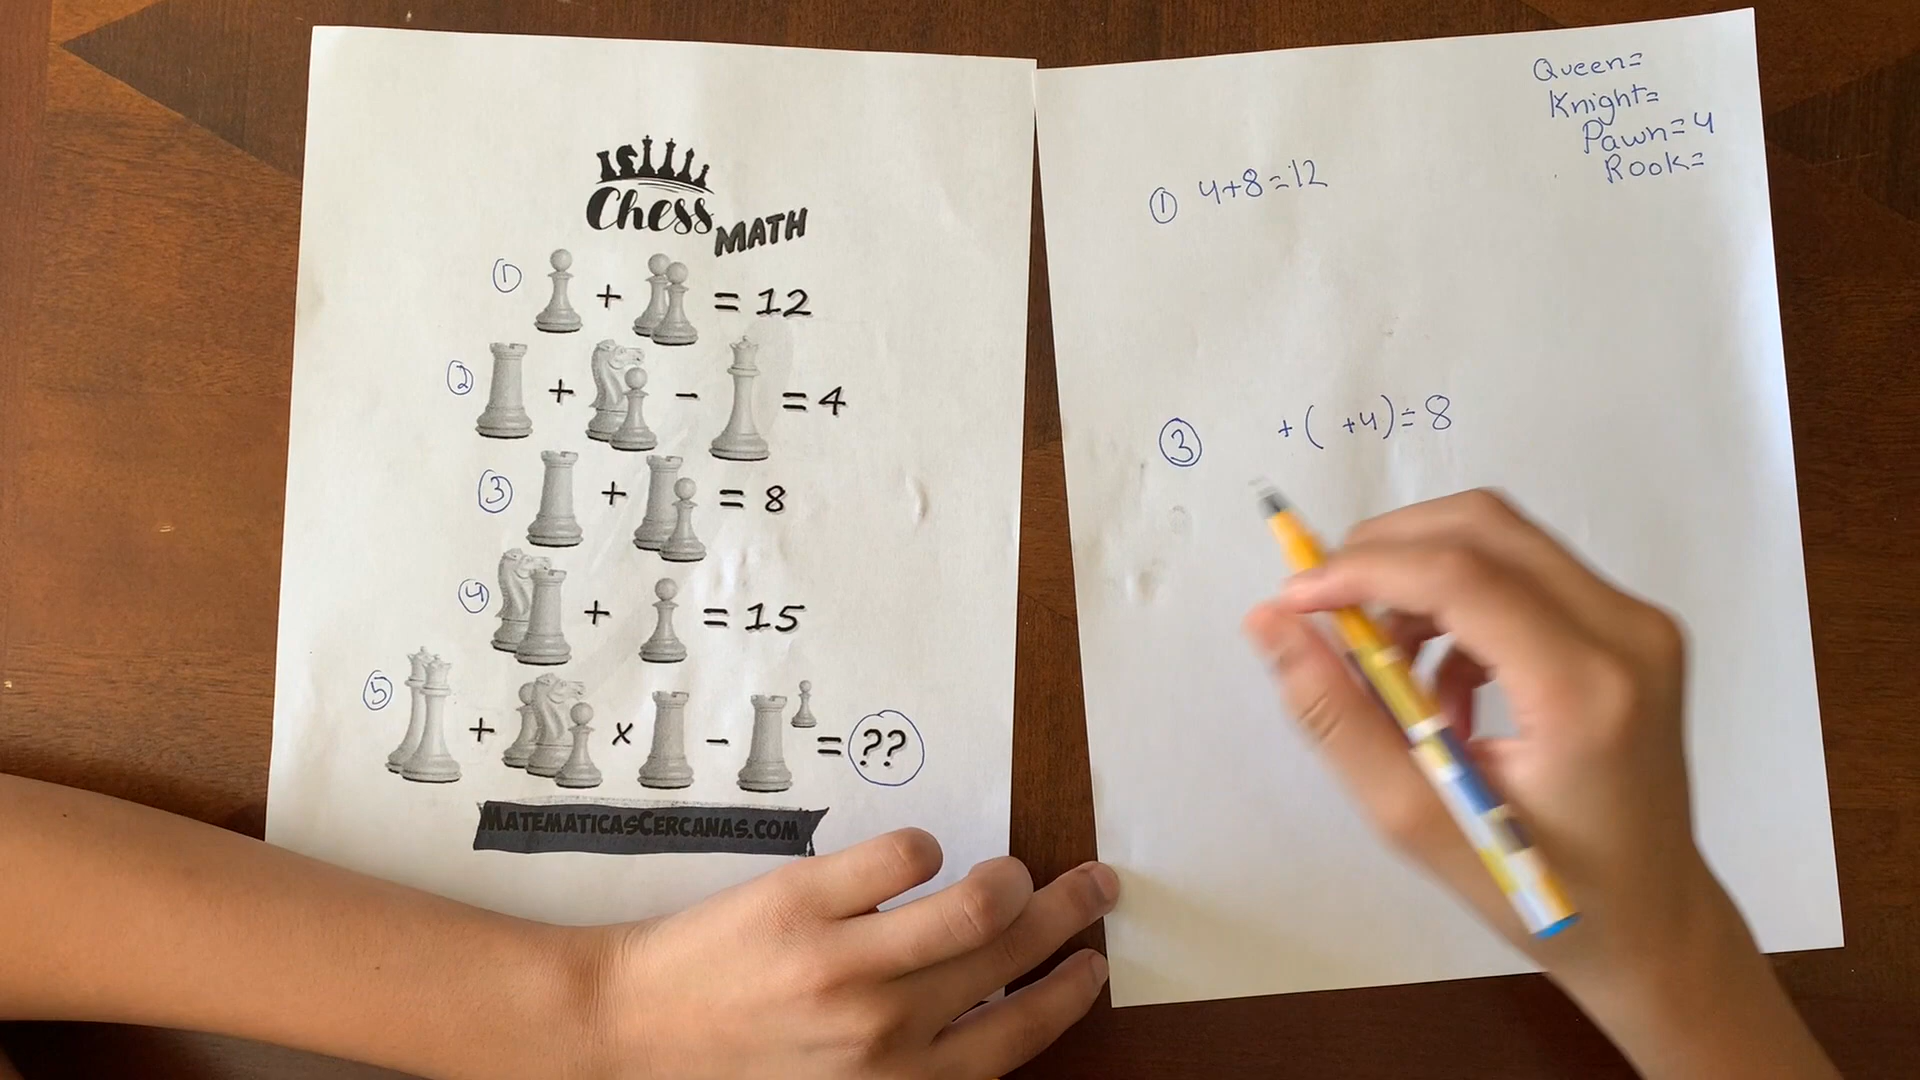 Chess MATH
① + = 12
② + - = 4
③ + = 8
④ + = 15
⑤ + x - = ??
MATEMATICASCERCANAS.COM
Queen=
Knight=
Pawn=4
Rook=
① 4+8=12
③ +( +4)=8